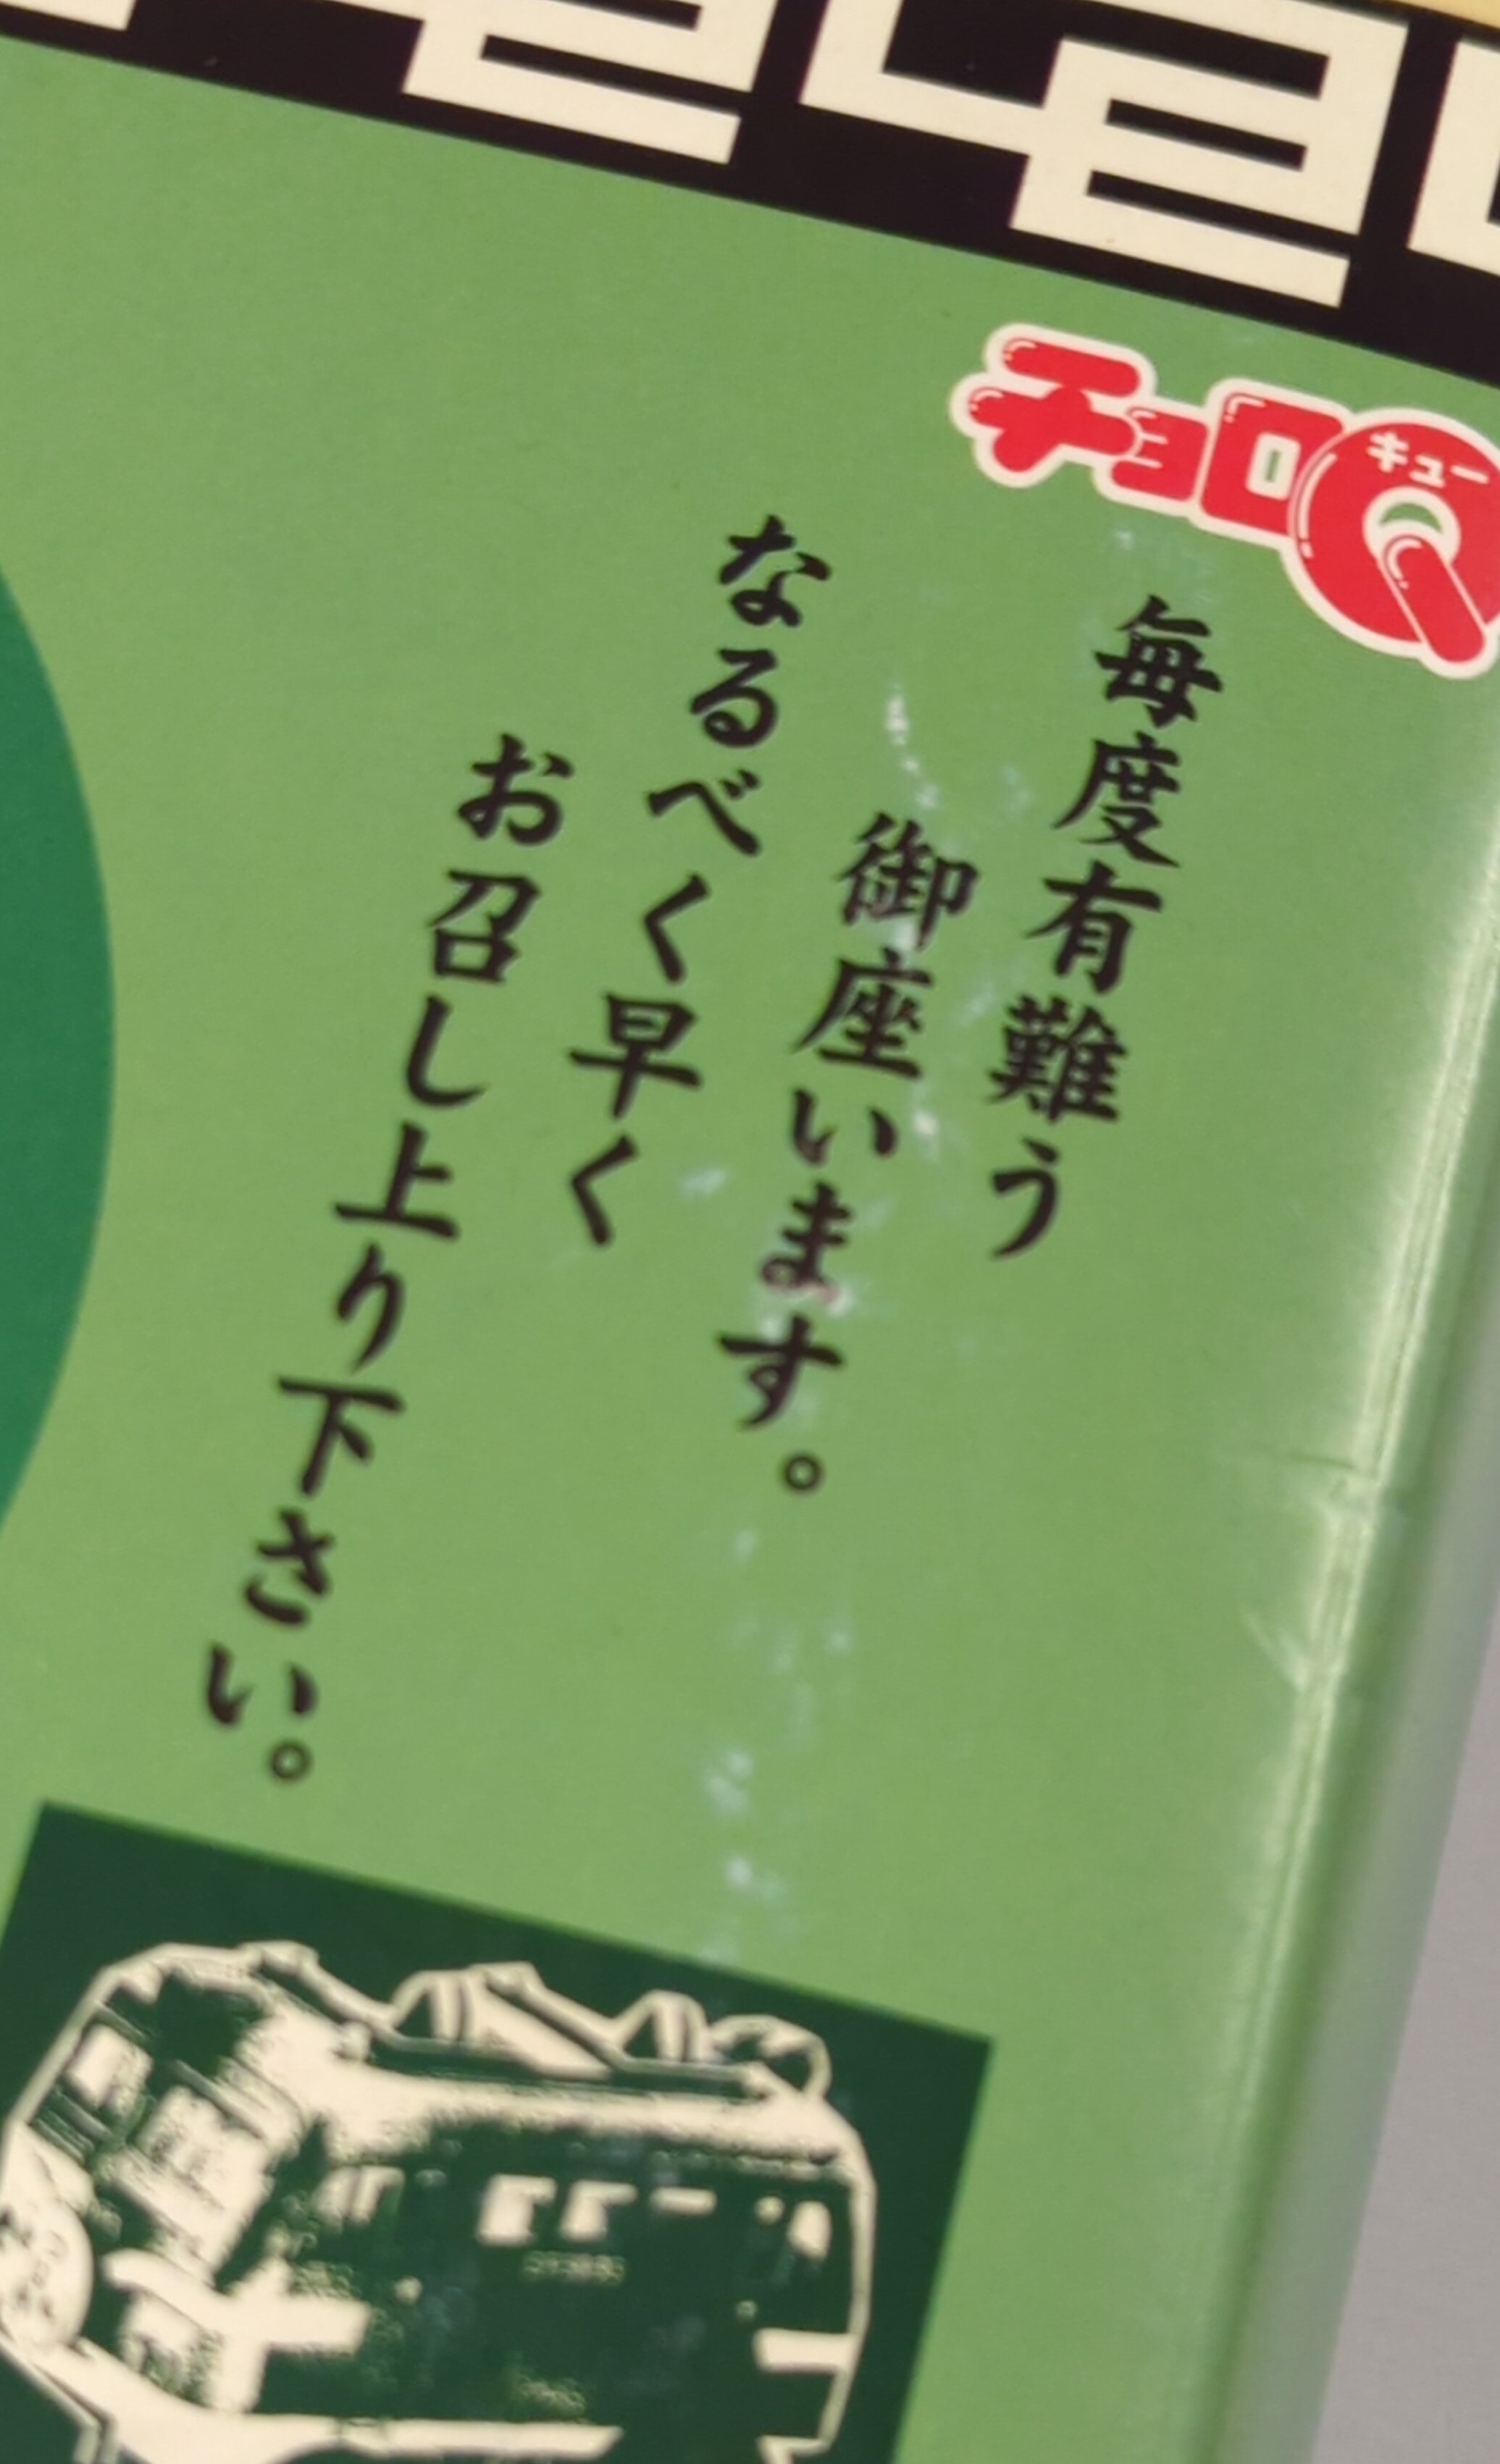 チョロQ
キュー
毎度有難う
御座います。
なるべく早く
お召し上り下さい。